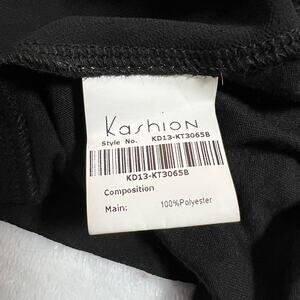 Kashion
Style No. KD13-KT3065B
KD13-KT3065B
Composition
Main: 100%Polyester